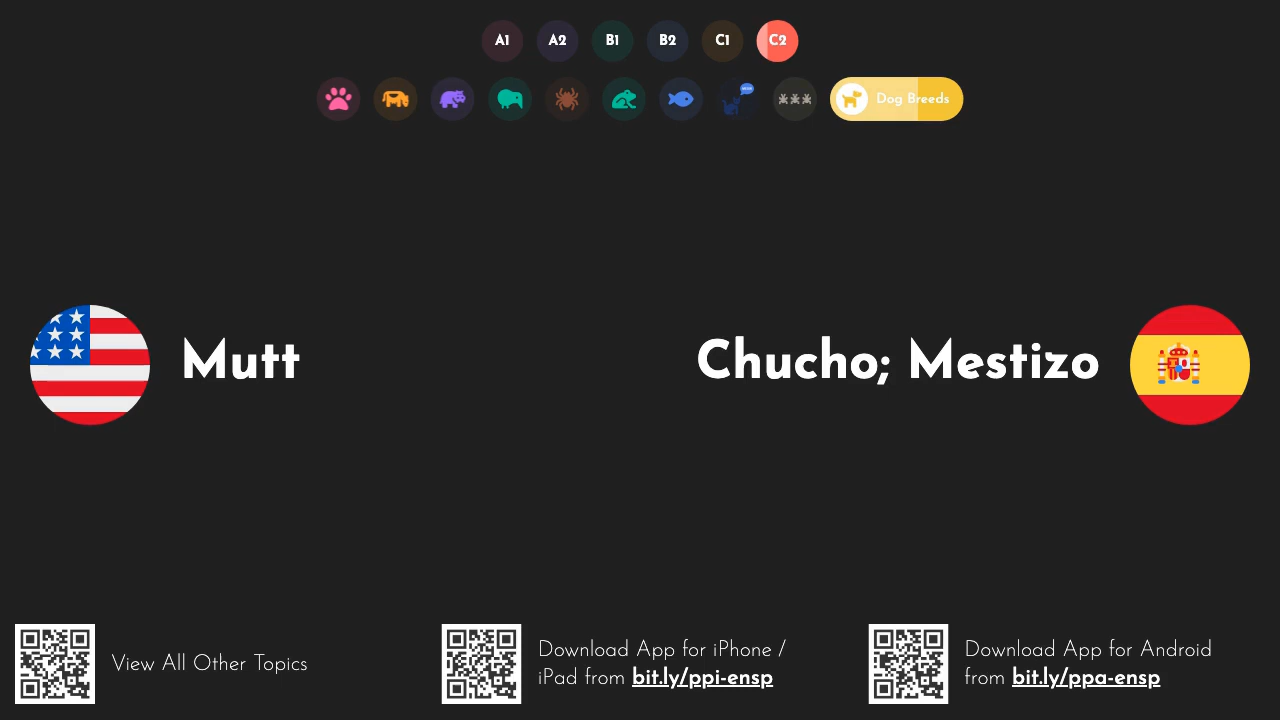 A1 A2 B1 B2 C1 C2
Dog Breeds
Mutt
Chucho; Mestizo
View All Other Topics
Download App for iPhone /
iPad from bit.ly/ppi-ensp
Download App for Android
from bit.ly/ppa-ensp